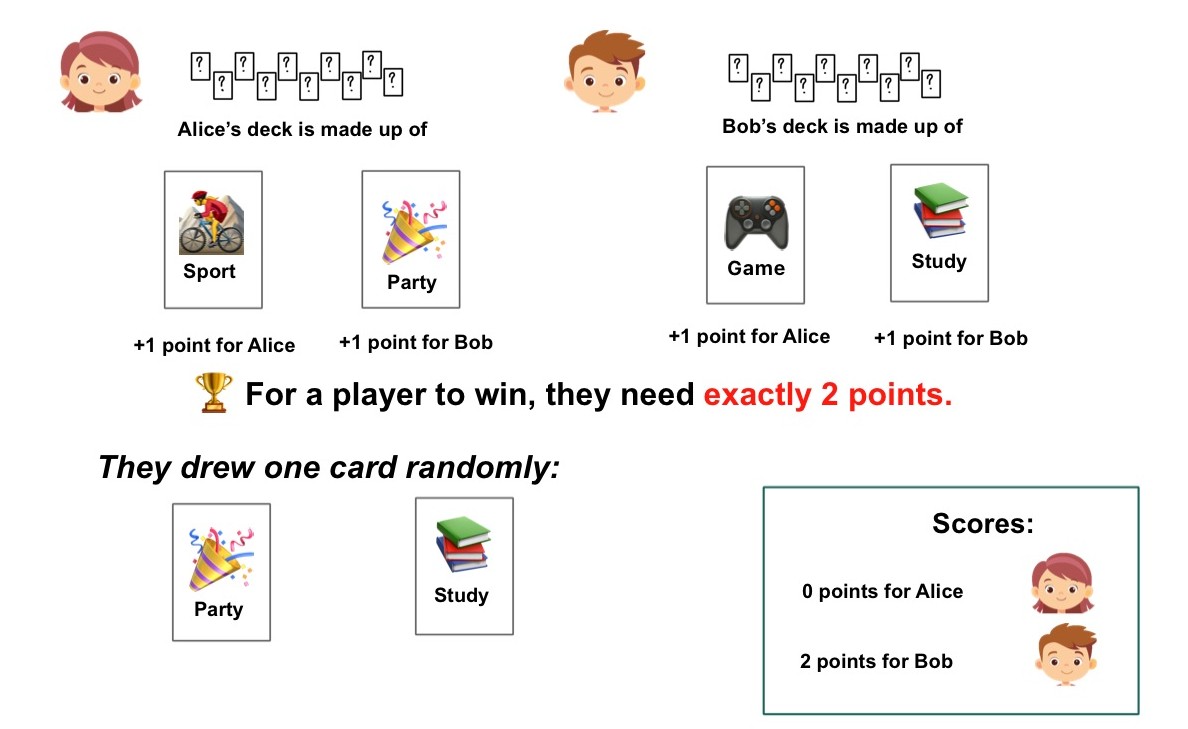 ? ? ? ? ? ? ? ? ? ?
? ? ? ? ? ? ? ? ? ?
Alice’s deck is made up of
Bob’s deck is made up of
Sport
Party
Game
Study
+1 point for Alice
+1 point for Bob
+1 point for Alice
+1 point for Bob
For a player to win, they need exactly 2 points.
They drew one card randomly:
Party
Study
Scores:
0 points for Alice
2 points for Bob